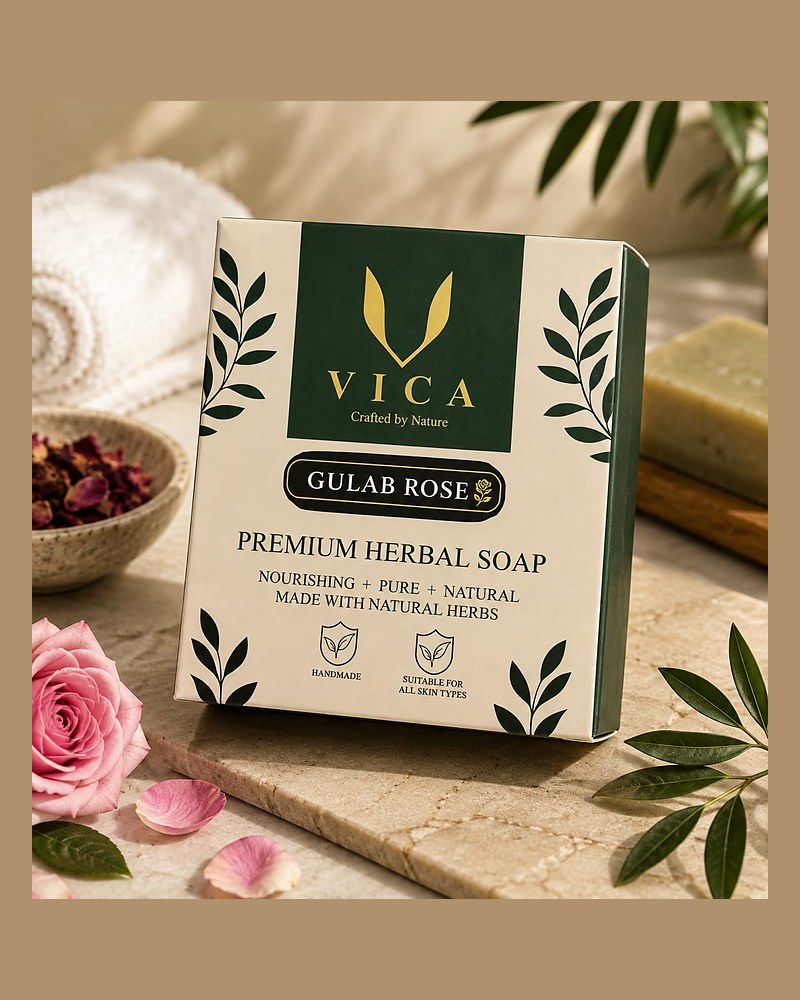 VICA
Crafted by Nature
GULAB ROSE
PREMIUM HERBAL SOAP
NOURISHING + PURE + NATURAL
MADE WITH NATURAL HERBS
HANDMADE
SUITABLE FOR
ALL SKIN TYPES